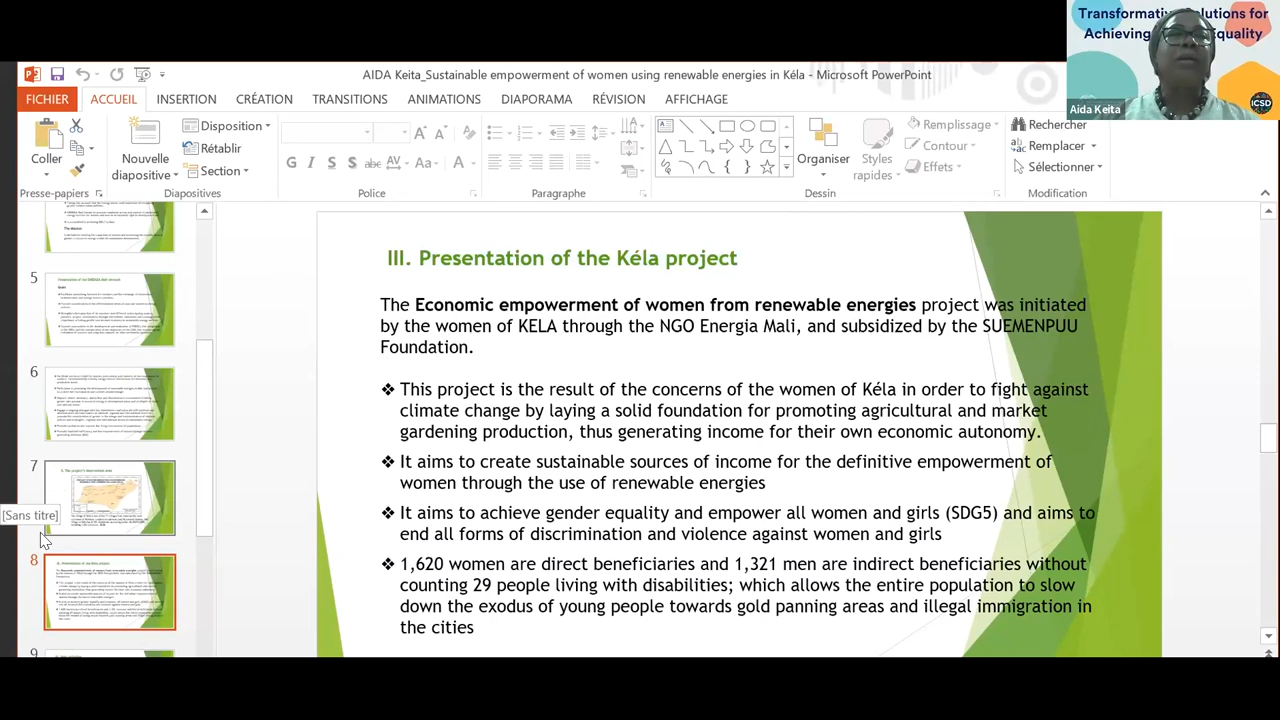 Transformative Solutions for
Achieving Equality
Aida Keita
ICSD
AIDA Keita_Sustainable empowerment of women using renewable energies in Kéla - Microsoft PowerPoint
FICHIER ACCUEIL INSERTION CRÉATION TRANSITIONS ANIMATIONS DIAPORAMA RÉVISION AFFICHAGE
Coller
Nouvelle
diapositive
Disposition
Rétablir
Section
Organiser
Styles
rapides
Remplissage
Contour
Effets
Rechercher
Remplacer
Sélectionner
Presse-papiers Diapositives Police Paragraphe Dessin Modification
5
6
7
[Sans titre]
8
9
III. Presentation of the Kéla project
The Economic empowerment of women from renewable energies project was initiated
by the women of KELA through the NGO Energia Mali, and subsidized by the SUEMENPUU
Foundation.
❖ This project is the result of the concerns of the women of Kéla in order to fight against
climate change by laying a solid foundation for increasing agricultural and market
gardening production, thus generating income for their own economic autonomy.
❖ It aims to create sustainable sources of income for the definitive empowerment of
women through the use of renewable energies
❖ It aims to achieve gender equality and empower all women and girls (SDG5) and aims to
end all forms of discrimination and violence against women and girls
❖ 1,620 women are direct beneficiaries and 1,321 men are indirect beneficiaries without
counting 29 people living with disabilities; well done the entire population to slow
down the exodus of young people towards gold panning areas and illegal immigration in
the cities